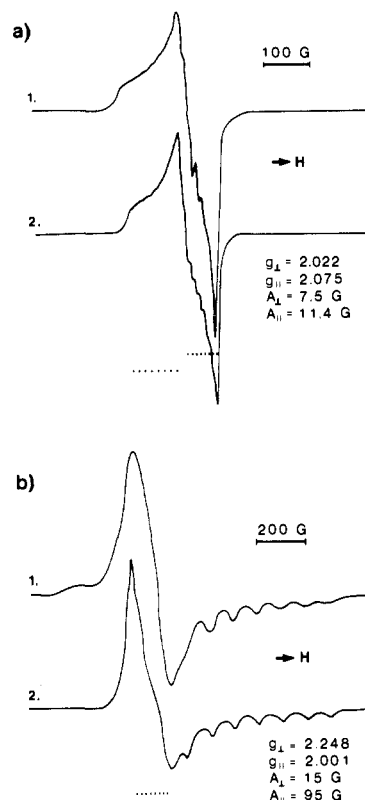 a)
100 G
1.
→ H
2.
g⊥ = 2.022
g∥ = 2.075
A⊥ = 7.5 G
A∥ = 11.4 G
b)
200 G
1.
→ H
2.
g⊥ = 2.248
g∥ = 2.001
A⊥ = 15 G
A∥ = 95 G